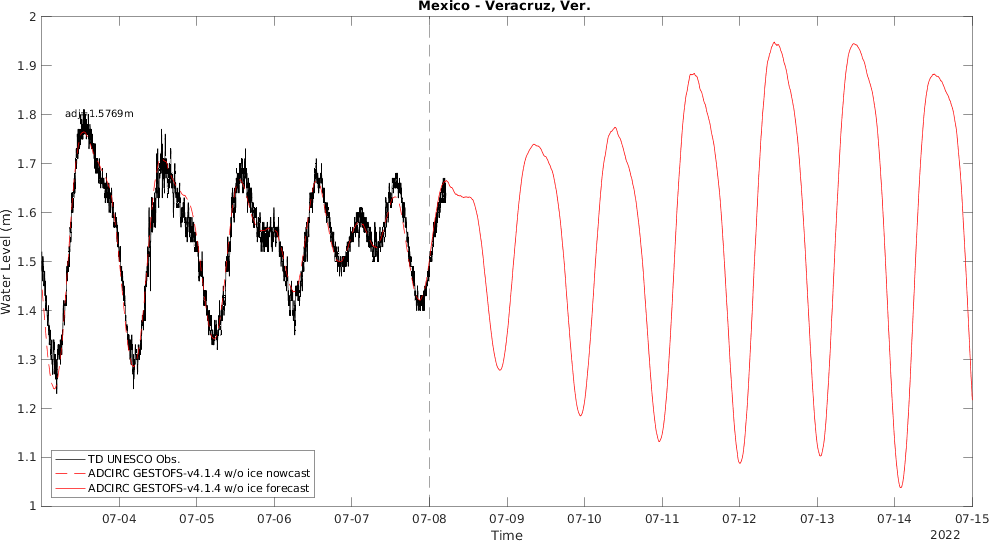 Mexico - Veracruz, Ver.
Water Level (m)
2
1.9
1.8
1.7
1.6
1.5
1.4
1.3
1.2
1.1
1
adj: 1.5769m
TD UNESCO Obs.
ADCIRC GESTOFS-v4.1.4 w/o ice nowcast
ADCIRC GESTOFS-v4.1.4 w/o ice forecast
07-04 07-05 07-06 07-07 07-08 07-09 07-10 07-11 07-12 07-13 07-14 07-15
Time
2022